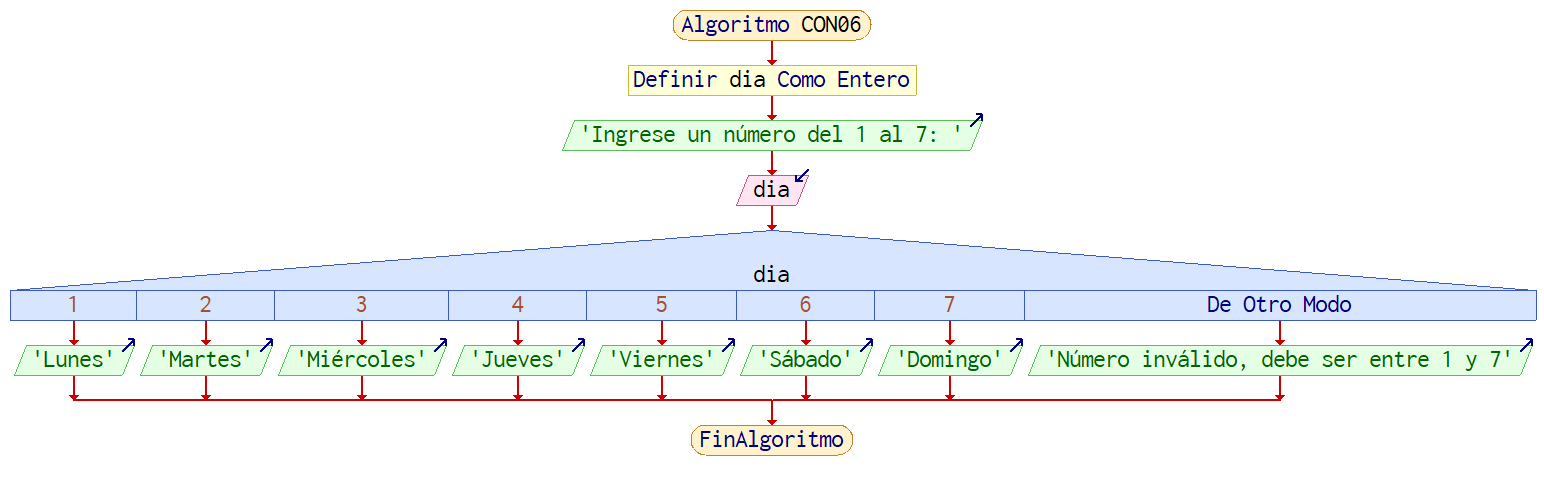 Algoritmo CON06
Definir dia Como Entero
'Ingrese un número del 1 al 7: '
dia
dia
1 2 3 4 5 6 7 De Otro Modo
'Lunes' 'Martes' 'Miércoles' 'Jueves' 'Viernes' 'Sábado' 'Domingo' 'Número inválido, debe ser entre 1 y 7'
FinAlgoritmo